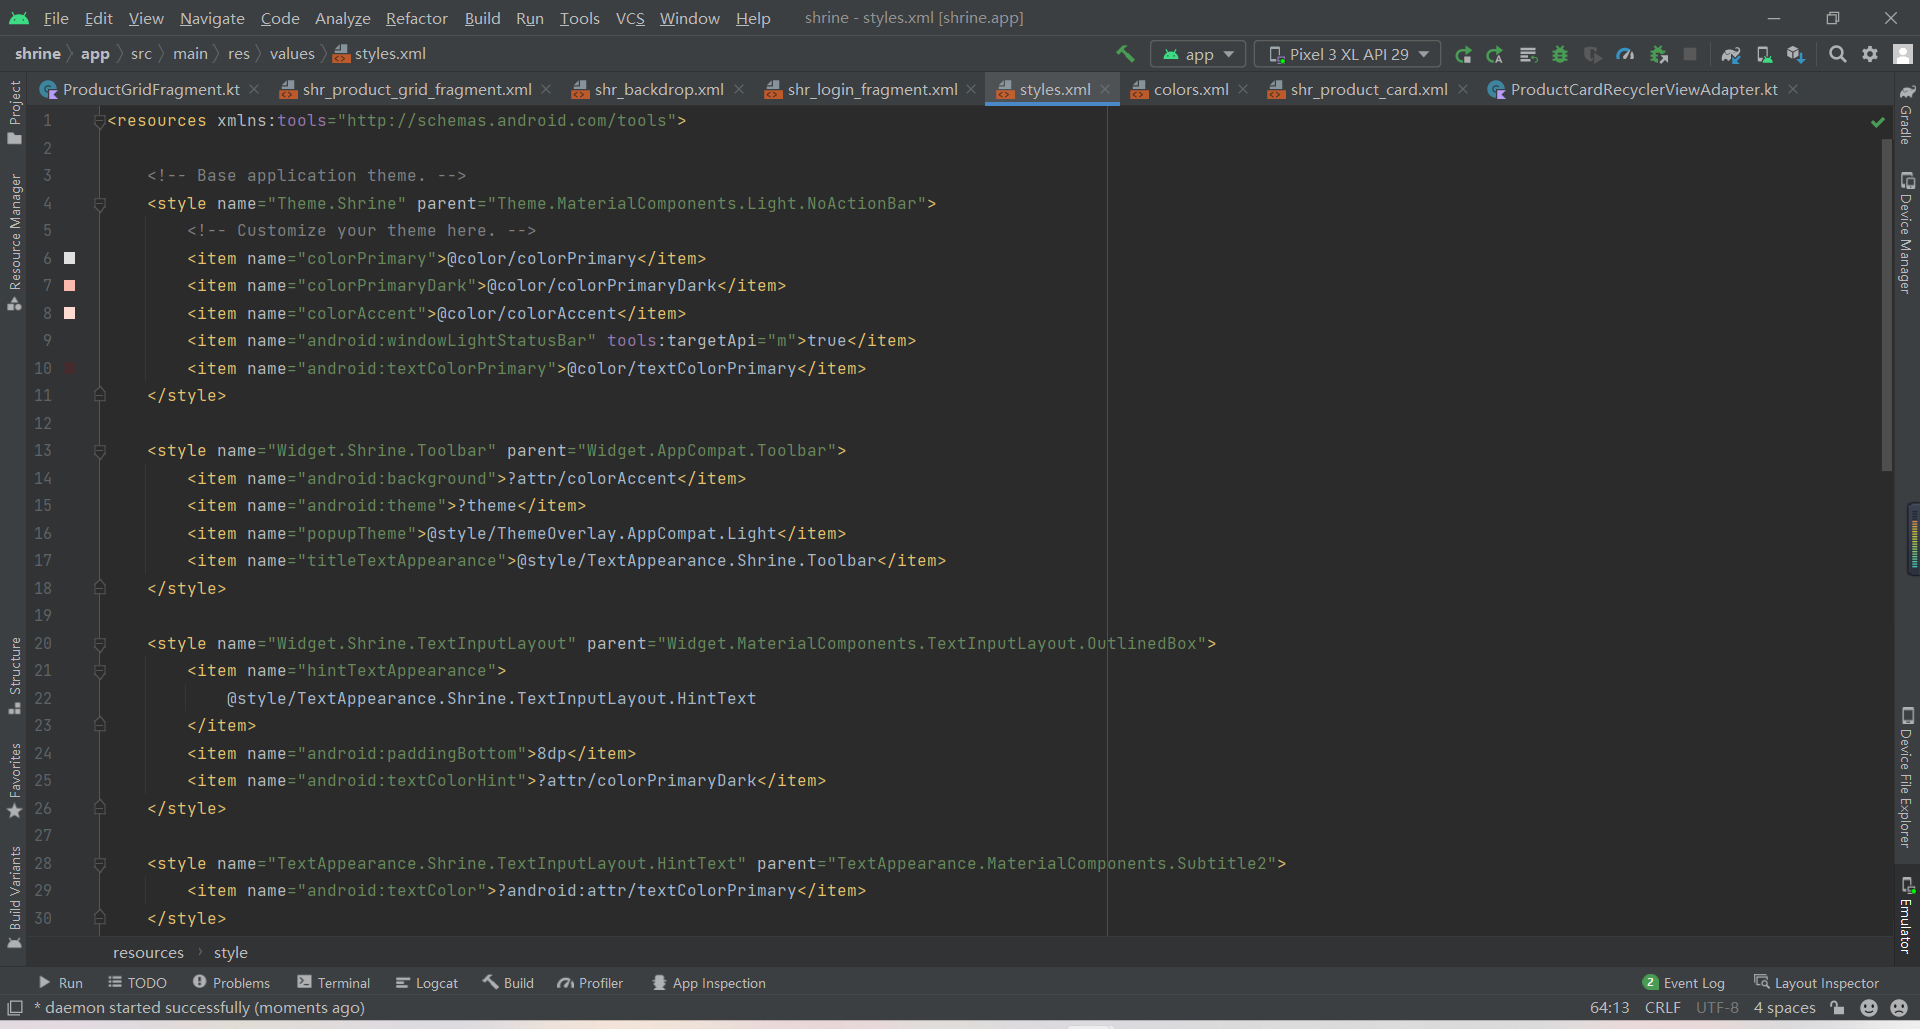 File Edit View Navigate Code Analyze Refactor Build Run Tools VCS Window Help shrine - styles.xml [shrine.app]
shrine app src main res values styles.xml app Pixel 3 XL API 29
ProductGridFragment.kt shr_product_grid_fragment.xml shr_backdrop.xml shr_login_fragment.xml styles.xml colors.xml shr_product_card.xml ProductCardRecyclerViewAdapter.kt
Project
Resource Manager
Structure
Favorites
Build Variants
1 <resources xmlns:tools="http://schemas.android.com/tools">
2
3 <!-- Base application theme. -->
4 <style name="Theme.Shrine" parent="Theme.MaterialComponents.Light.NoActionBar">
5 <!-- Customize your theme here. -->
6 <item name="colorPrimary">@color/colorPrimary</item>
7 <item name="colorPrimaryDark">@color/colorPrimaryDark</item>
8 <item name="colorAccent">@color/colorAccent</item>
9 <item name="android:windowLightStatusBar" tools:targetApi="m">true</item>
10 <item name="android:textColorPrimary">@color/textColorPrimary</item>
11 </style>
12
13 <style name="Widget.Shrine.Toolbar" parent="Widget.AppCompat.Toolbar">
14 <item name="android:background">?attr/colorAccent</item>
15 <item name="android:theme">?theme</item>
16 <item name="popupTheme">@style/ThemeOverlay.AppCompat.Light</item>
17 <item name="titleTextAppearance">@style/TextAppearance.Shrine.Toolbar</item>
18 </style>
19
20 <style name="Widget.Shrine.TextInputLayout" parent="Widget.MaterialComponents.TextInputLayout.OutlinedBox">
21 <item name="hintTextAppearance">
22 @style/TextAppearance.Shrine.TextInputLayout.HintText
23 </item>
24 <item name="android:paddingBottom">8dp</item>
25 <item name="android:textColorHint">?attr/colorPrimaryDark</item>
26 </style>
27
28 <style name="TextAppearance.Shrine.TextInputLayout.HintText" parent="TextAppearance.MaterialComponents.Subtitle2">
29 <item name="android:textColor">?android:attr/textColorPrimary</item>
30 </style>
Gradle
Device Manager
Device File Explorer
Emulator
resources style
Run TODO Problems Terminal Logcat Build Profiler App Inspection 2 Event Log Layout Inspector
* daemon started successfully (moments ago) 64:13 CRLF UTF-8 4 spaces